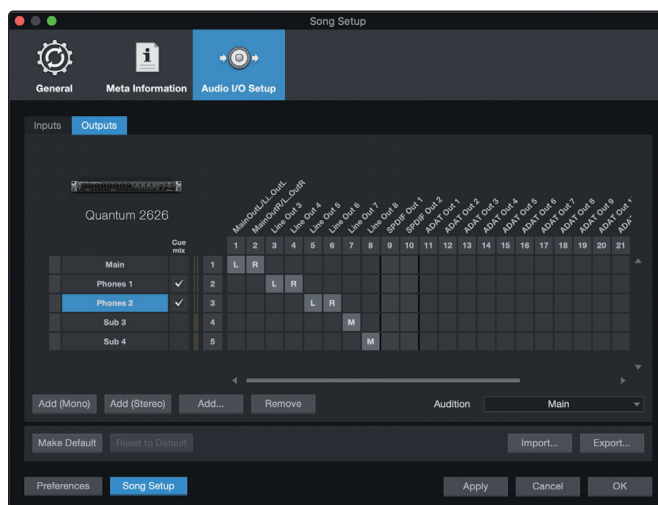 Song Setup
General
Meta Information
Audio I/O Setup
Inputs
Outputs
Quantum 2626
MainOutL/Li..OutL
MainOutR/L..OutR
Line Out 3
Line Out 4
Line Out 5
Line Out 6
Line Out 7
Line Out 8
SPDIF Out 1
SPDIF Out 2
ADAT Out 1
ADAT Out 2
ADAT Out 3
ADAT Out 4
ADAT Out 5
ADAT Out 6
ADAT Out 7
ADAT Out 8
ADAT Out 9
Cue mix
1 2 3 4 5 6 7 8 9 10 11 12 13 14 15 16 17 18 19 20 21
Main 1 L R
Phones 1 2 L R
Phones 2 3 L R
Sub 3 4 M
Sub 4 5 M
Add (Mono) Add (Stereo) Add... Remove Audition Main
Make Default Reset to Default Import... Export...
Preferences Song Setup Apply Cancel OK